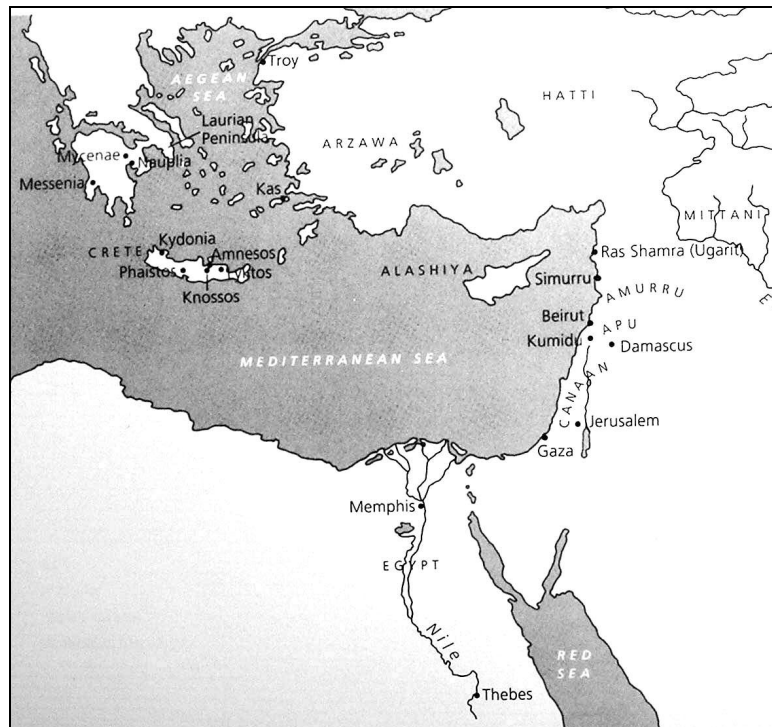 Troy
AEGEAN
SEA
HATTI
Laurian
Peninsula
ARZAWA
Mycenae
Nauplia
Messenia
Kas
MITTANI
Kydonia
CRETE
Amnesos
Phaistos
Lyktos
Knossos
ALASHIYA
Ras Shamra (Ugarit)
Simurru
AMURRU
E
Beirut
APU
Kumidu
Damascus
MEDITERRANEAN SEA
CANAAN
Jerusalem
Gaza
Memphis
EGYPT
Nile
RED
SEA
Thebes